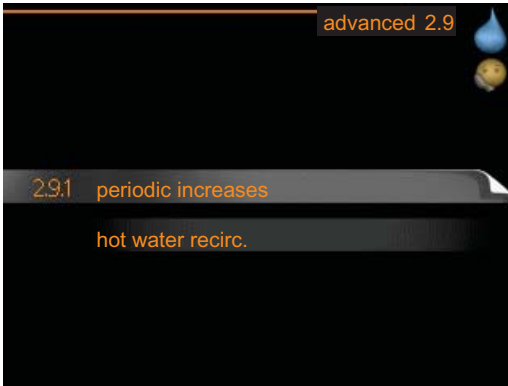 advanced 2.9
2.9.1 periodic increases
hot water recirc.